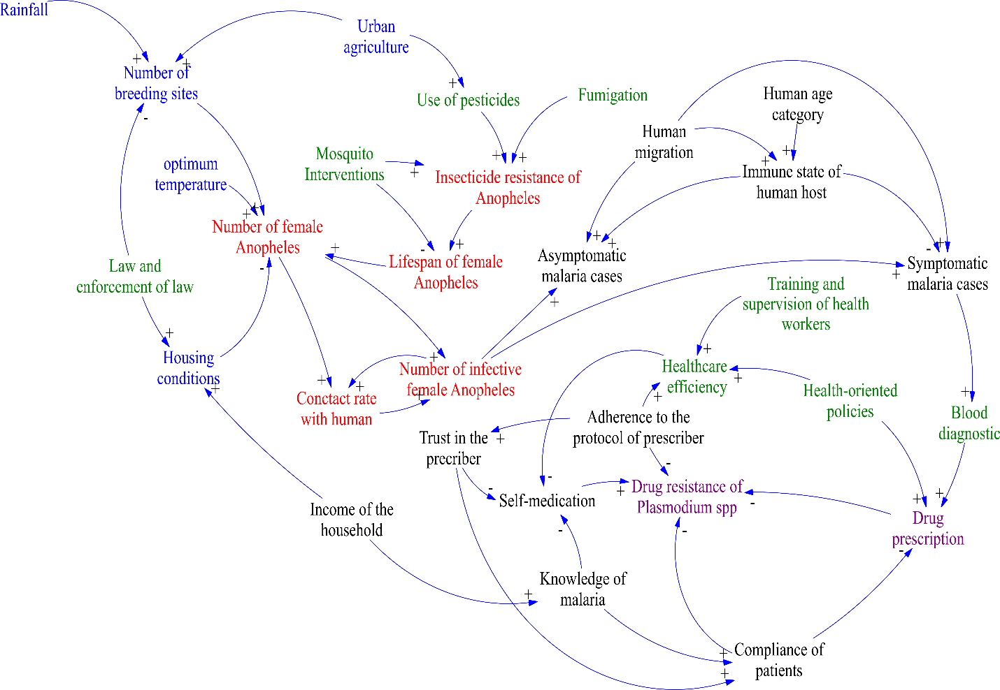 Rainfall
Urban
agriculture
Number of
breeding sites
Use of pesticides
Fumigation
Human age
category
Human
migration
Mosquito
Interventions
optimum
temperature
Insecticide resistance of
Anopheles
Immune state of
human host
Number of female
Anopheles
Lifespan of female
Anopheles
Asymptomatic
malaria cases
Symptomatic
malaria cases
Law and
enforcement of law
Training and
supervision of health
workers
Housing
conditions
Number of infective
female Anopheles
Healthcare
efficiency
Health-oriented
policies
Conctact rate
with human
Blood
diagnostic
Adherence to the
protocol of prescriber
Trust in the
precriber
Self-medication
Drug resistance of
Plasmodium spp
Income of the
household
Drug
prescription
Knowledge of
malaria
Compliance of
patients